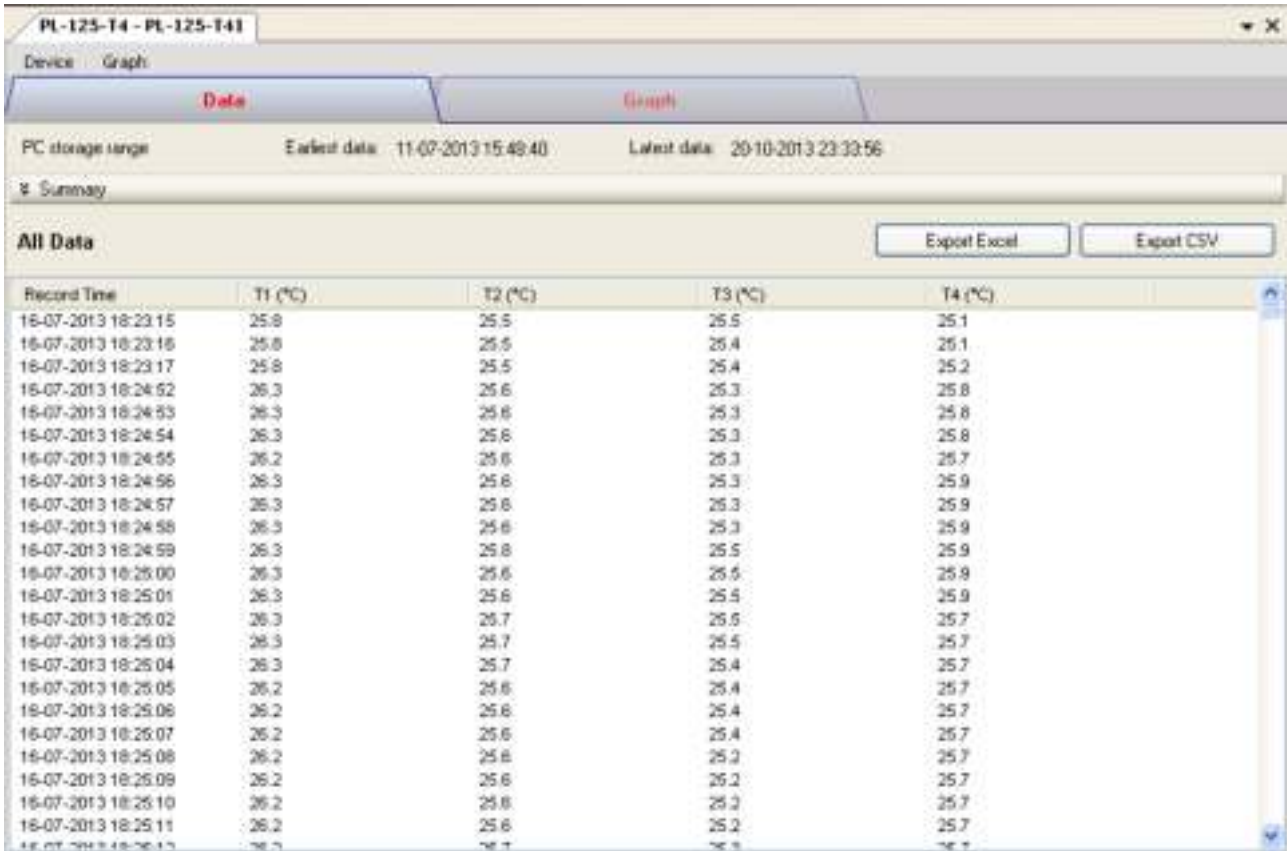 PL-125-T4 - PL-125-T41
Device Graph
Data Graph
PC storage range Earliest data: 11-07-2013 15:48:40 Latest data: 20-10-2013 23:33:56
Summary
All Data Export Excel Export CSV
Record Time T1 (°C) T2 (°C) T3 (°C) T4 (°C)
16-07-2013 18:23:15 25.8 25.5 25.5 25.1
16-07-2013 18:23:16 25.8 25.5 25.4 25.1
16-07-2013 18:23:17 25.8 25.5 25.4 25.2
16-07-2013 18:24:52 26.3 25.6 25.3 25.8
16-07-2013 18:24:53 26.3 25.6 25.3 25.8
16-07-2013 18:24:54 26.3 25.6 25.3 25.8
16-07-2013 18:24:55 26.2 25.6 25.3 25.7
16-07-2013 18:24:56 26.3 25.6 25.3 25.9
16-07-2013 18:24:57 26.3 25.6 25.3 25.9
16-07-2013 18:24:58 26.3 25.6 25.3 25.9
16-07-2013 18:24:59 26.3 25.8 25.5 25.9
16-07-2013 18:25:00 26.3 25.6 25.5 25.9
16-07-2013 18:25:01 26.3 25.6 25.5 25.9
16-07-2013 18:25:02 26.3 25.7 25.5 25.7
16-07-2013 18:25:03 26.3 25.7 25.5 25.7
16-07-2013 18:25:04 26.3 25.7 25.4 25.7
16-07-2013 18:25:05 26.2 25.6 25.4 25.7
16-07-2013 18:25:06 26.2 25.6 25.4 25.7
16-07-2013 18:25:07 26.2 25.6 25.4 25.7
16-07-2013 18:25:08 26.2 25.6 25.2 25.7
16-07-2013 18:25:09 26.2 25.6 25.2 25.7
16-07-2013 18:25:10 26.2 25.6 25.2 25.7
16-07-2013 18:25:11 26.2 25.6 25.2 25.7